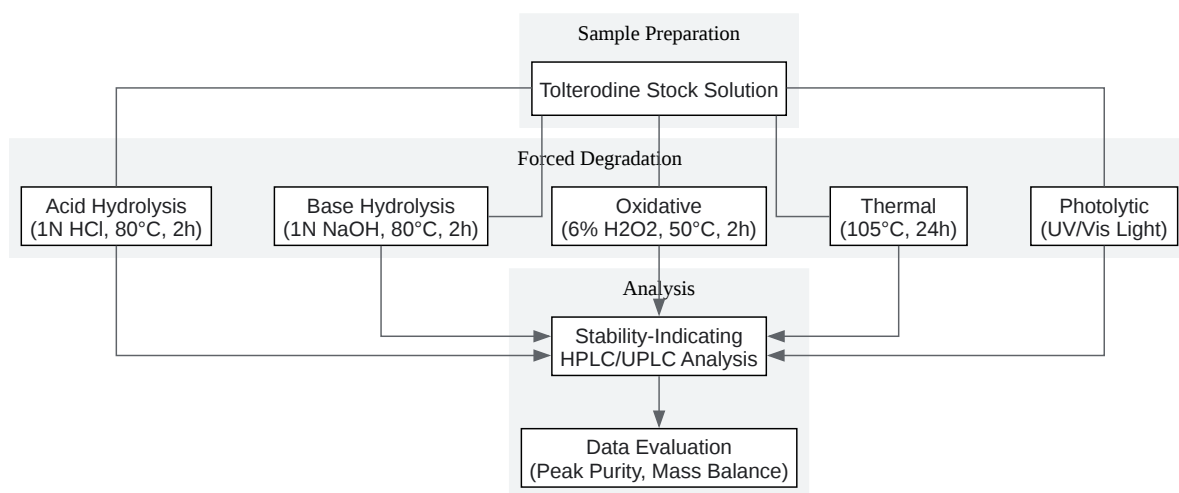 Sample Preparation
Tolterodine Stock Solution
Forced Degradation
Acid Hydrolysis
(1N HCl, 80°C, 2h)
Base Hydrolysis
(1N NaOH, 80°C, 2h)
Oxidative
(6% H2O2, 50°C, 2h)
Thermal
(105°C, 24h)
Photolytic
(UV/Vis Light)
Analysis
Stability-Indicating
HPLC/UPLC Analysis
Data Evaluation
(Peak Purity, Mass Balance)